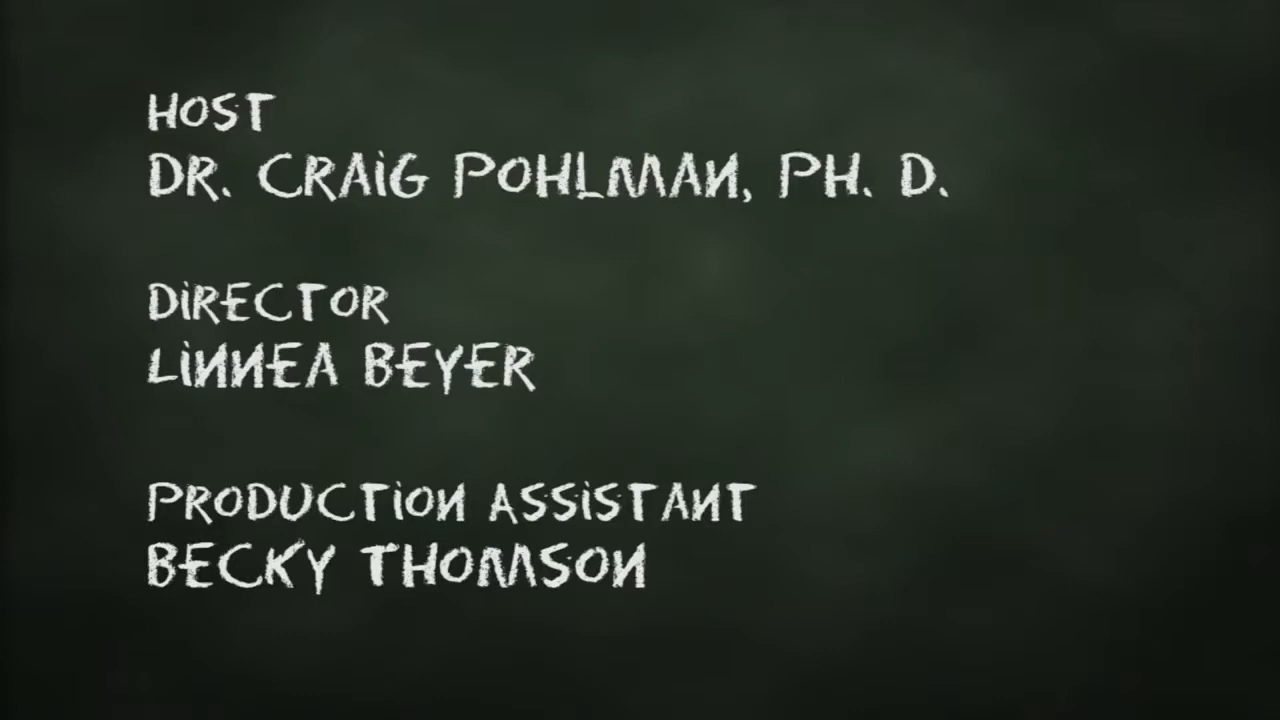 HOST
DR. CRAiG POHLMAN, PH. D.
DiRECTOR
LiNNEA BEYER
PRODUCTiON ASSiSTANT
BECKY THOMSON